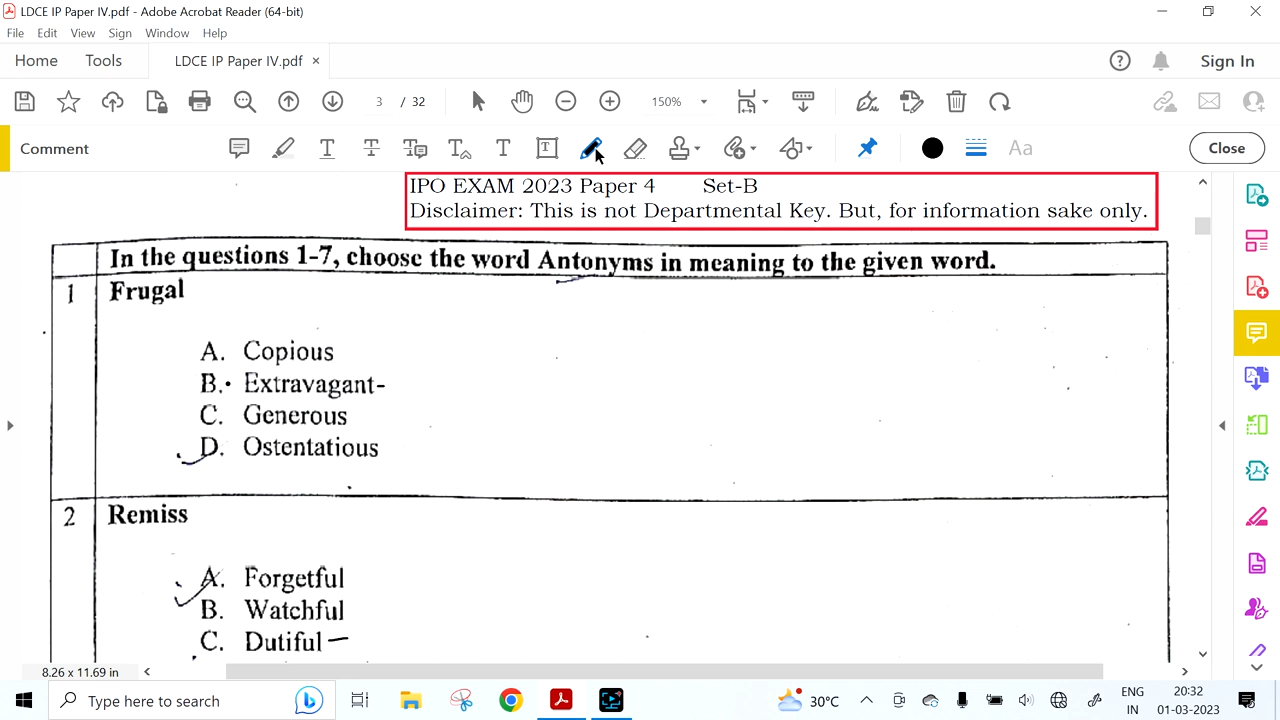 LDCE IP Paper IV.pdf - Adobe Acrobat Reader (64-bit)
File Edit View Sign Window Help
Home Tools LDCE IP Paper IV.pdf × Sign In
3 / 32 150%
Comment Aa Close
IPO EXAM 2023 Paper 4 Set-B
Disclaimer: This is not Departmental Key. But, for information sake only.
In the questions 1-7, choose the word Antonyms in meaning to the given word.
1 Frugal
A. Copious
B. Extravagant
C. Generous
D. Ostentatious
2 Remiss
A. Forgetful
B. Watchful
C. Dutiful
8.26 x 11.69 in
Type here to search
30°C
ENG
IN
20:32
01-03-2023